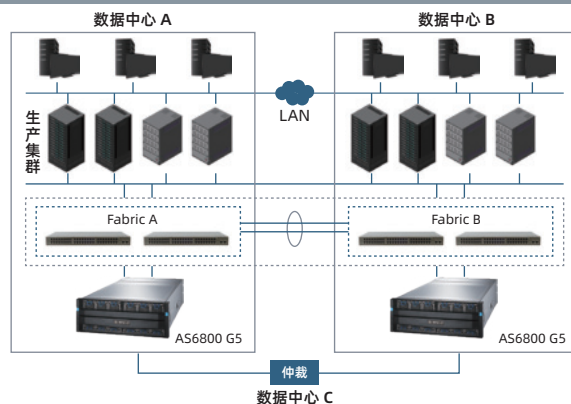 数据中心 A
数据中心 B
LAN
生产集群
Fabric A
Fabric B
AS6800 G5
AS6800 G5
仲裁
数据中心 C